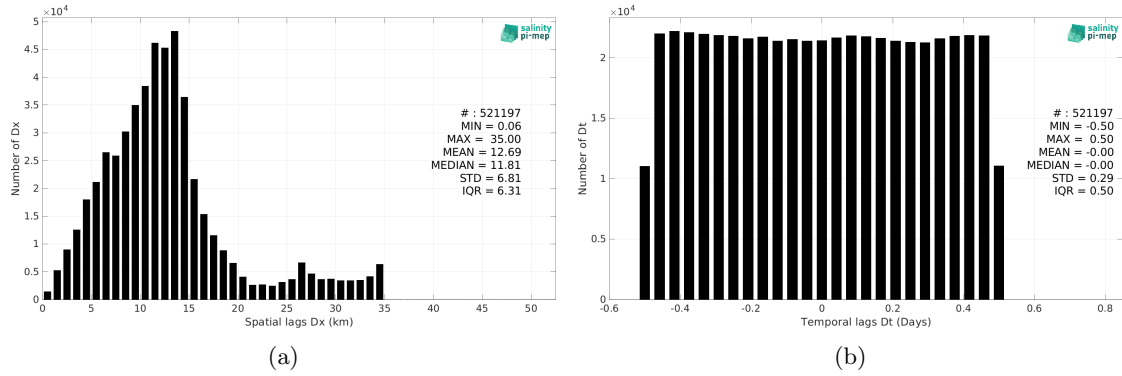 ×10⁴
5
4.5
4
3.5
3
2.5
2
1.5
1
0.5
0
Number of Dx
0 5 10 15 20 25 30 35 40 45 50
Spatial lags Dx (km)
salinity
pi-mep
# : 521197
MIN = 0.06
MAX = 35.00
MEAN = 12.69
MEDIAN = 11.81
STD = 6.81
IQR = 6.31
(a)
×10⁴
2
1.5
1
0.5
0
Number of Dt
-0.6 -0.4 -0.2 0 0.2 0.4 0.6 0.8
Temporal lags Dt (Days)
salinity
pi-mep
# : 521197
MIN = -0.50
MAX = 0.50
MEAN = -0.00
MEDIAN = -0.00
STD = 0.29
IQR = 0.50
(b)